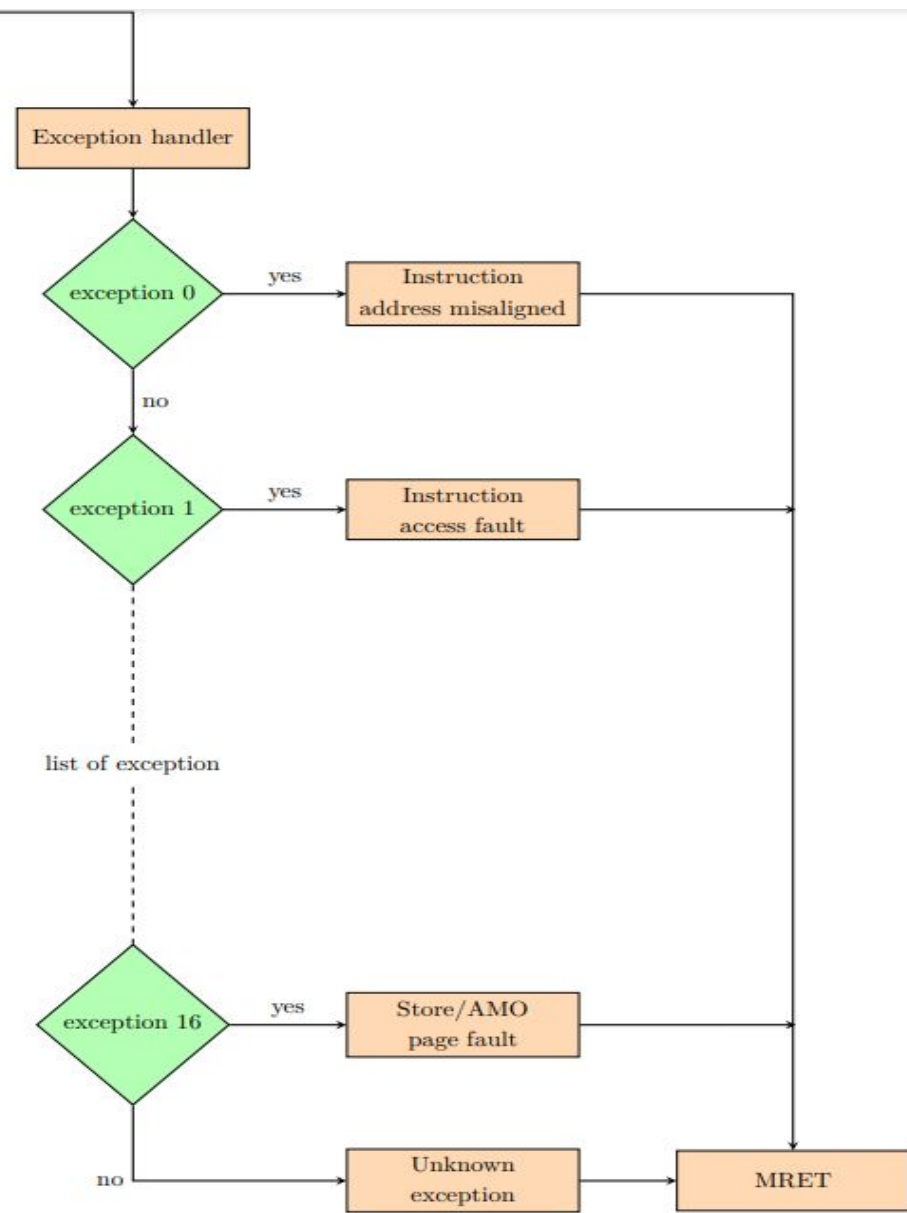 Exception handler
exception 0
yes
Instruction
address misaligned
no
exception 1
yes
Instruction
access fault
list of exception
exception 16
yes
Store/AMO
page fault
no
Unknown
exception
MRET